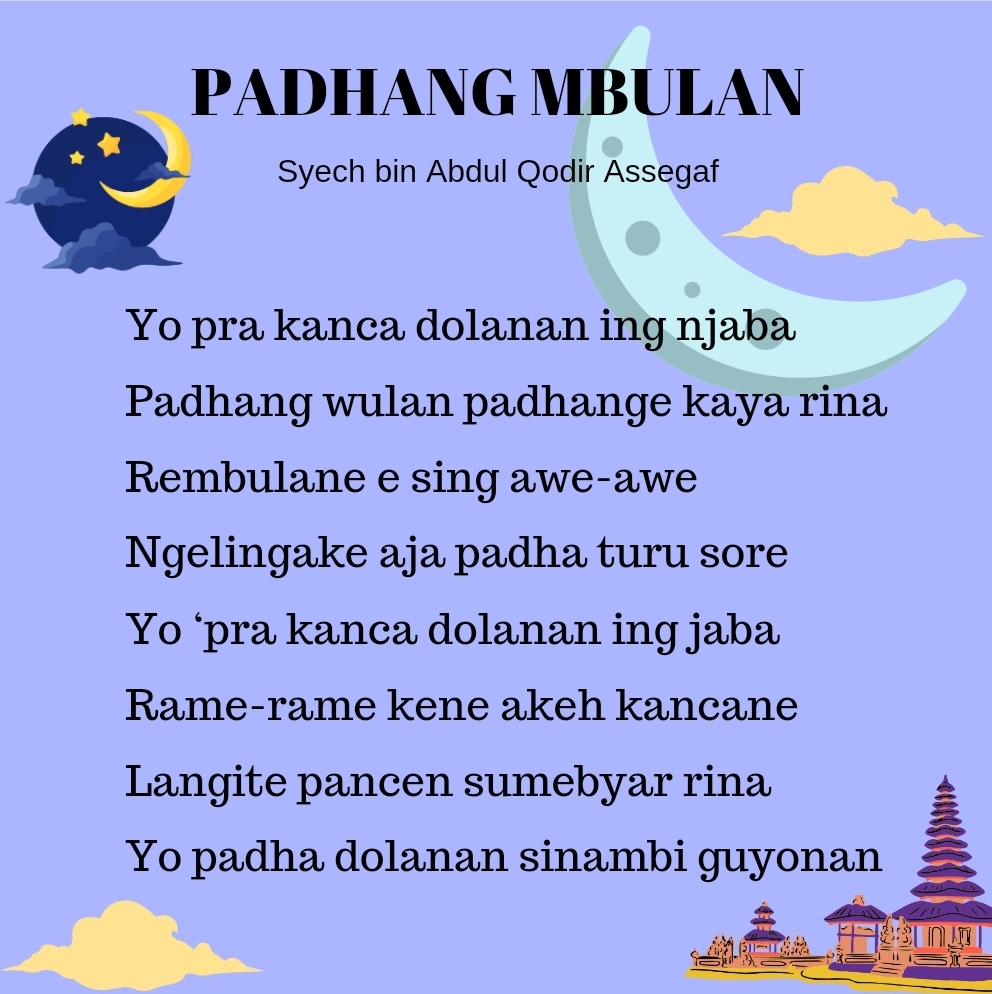 PADHANG MBULAN
Syech bin Abdul Qodir Assegaf
Yo pra kanca dolanan ing njaba
Padhang wulan padhange kaya rina
Rembulane e sing awe-awe
Ngelingake aja padha turu sore
Yo ‘pra kanca dolanan ing jaba
Rame-rame kene akeh kancane
Langite pancen sumebyar rina
Yo padha dolanan sinambi guyonan